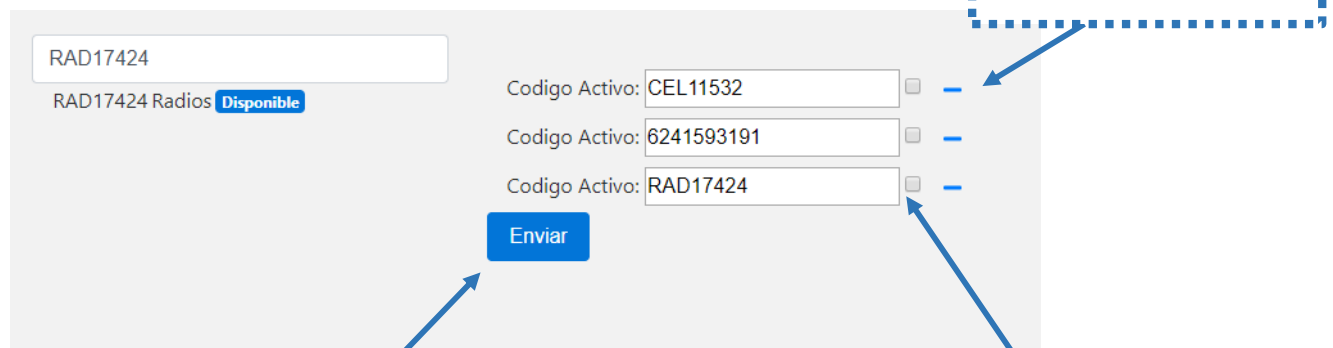 RAD17424
RAD17424 Radios Disponible
Codigo Activo: CEL11532
Codigo Activo: 6241593191
Codigo Activo: RAD17424
Enviar